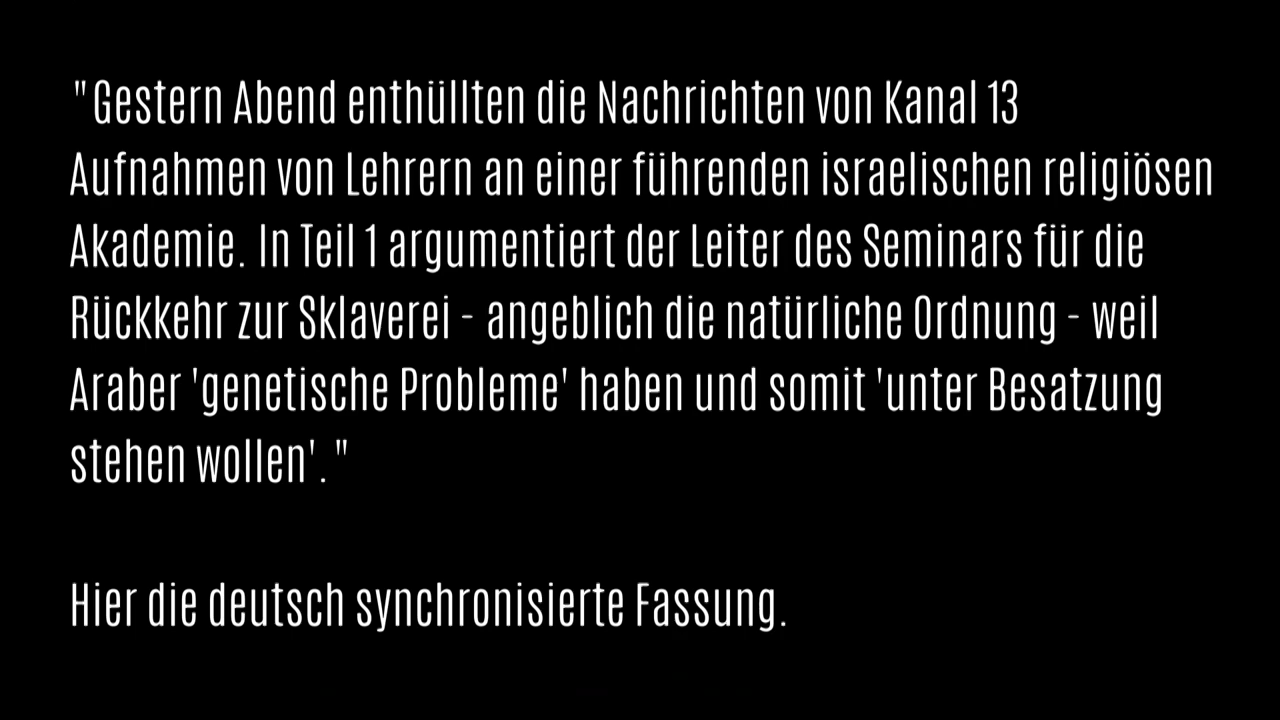 "Gestern Abend enthüllten die Nachrichten von Kanal 13
Aufnahmen von Lehrern an einer führenden israelischen religiösen
Akademie. In Teil 1 argumentiert der Leiter des Seminars für die
Rückkehr zur Sklaverei - angeblich die natürliche Ordnung - weil
Araber 'genetische Probleme' haben und somit 'unter Besatzung
stehen wollen'."
Hier die deutsch synchronisierte Fassung.